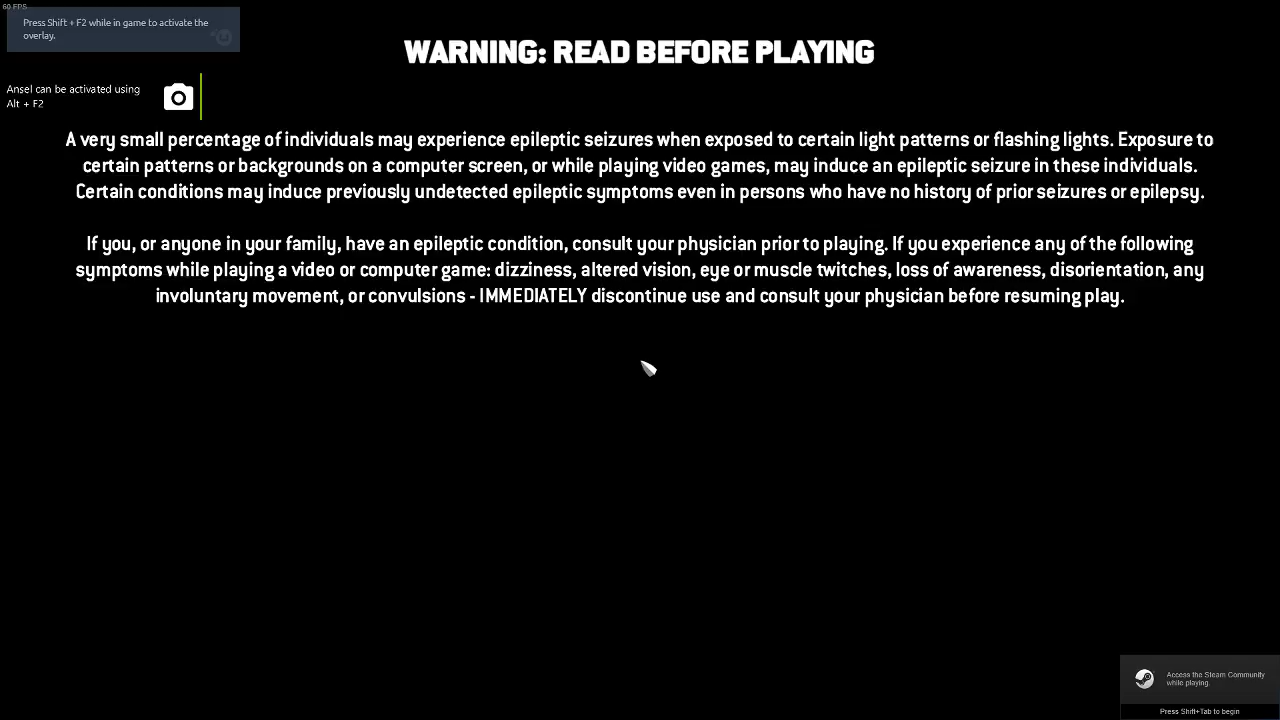 60 FPS
Press Shift + F2 while in game to activate the
overlay.
WARNING: READ BEFORE PLAYING
Ansel can be activated using
Alt + F2
A very small percentage of individuals may experience epileptic seizures when exposed to certain light patterns or flashing lights. Exposure to
certain patterns or backgrounds on a computer screen, or while playing video games, may induce an epileptic seizure in these individuals.
Certain conditions may induce previously undetected epileptic symptoms even in persons who have no history of prior seizures or epilepsy.
If you, or anyone in your family, have an epileptic condition, consult your physician prior to playing. If you experience any of the following
symptoms while playing a video or computer game: dizziness, altered vision, eye or muscle twitches, loss of awareness, disorientation, any
involuntary movement, or convulsions - IMMEDIATELY discontinue use and consult your physician before resuming play.
Access the Steam Community
while playing.
Press Shift+Tab to begin